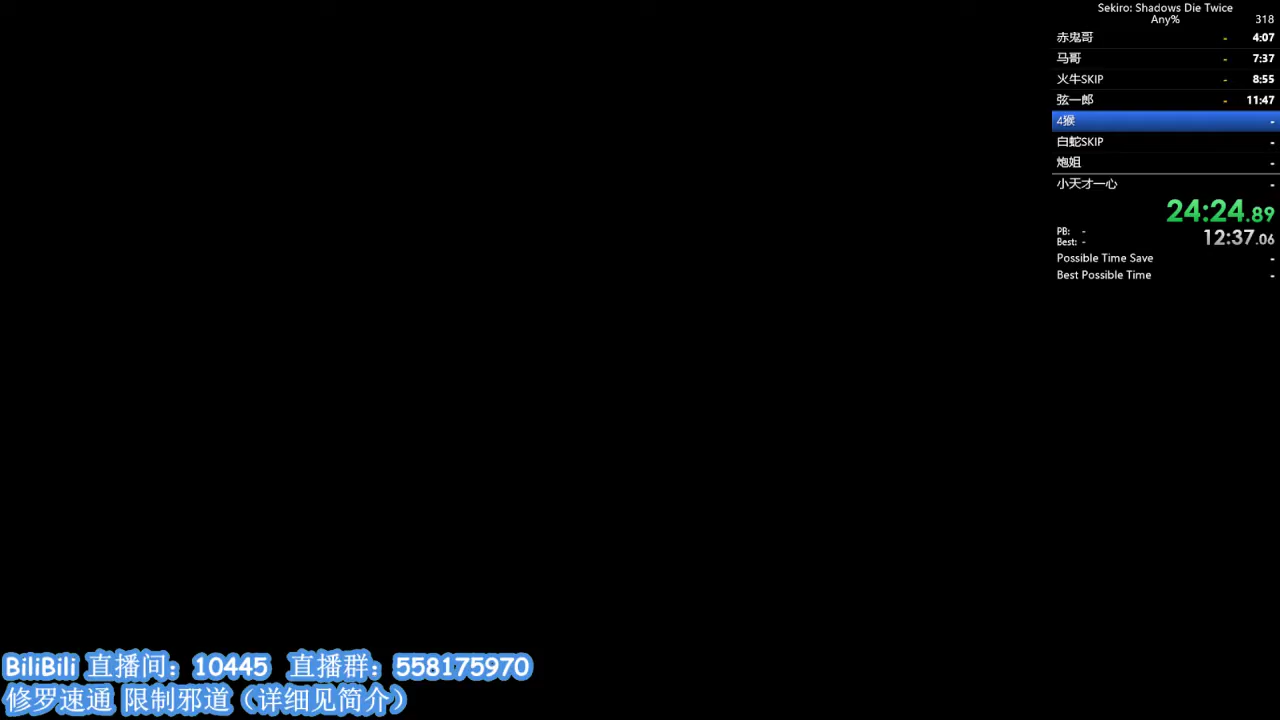 Sekiro: Shadows Die Twice
Any% 318
赤鬼哥 - 4:07
马哥 - 7:37
火牛SKIP - 8:55
弦一郎 - 11:47
4猴 -
白蛇SKIP -
炮姐 -
小天才一心 -
24:24.89
PB: -
Best: -
12:37.06
Possible Time Save -
Best Possible Time -
BiliBili 直播间：10445 直播群：558175970
修罗速通 限制邪道（详细见简介）